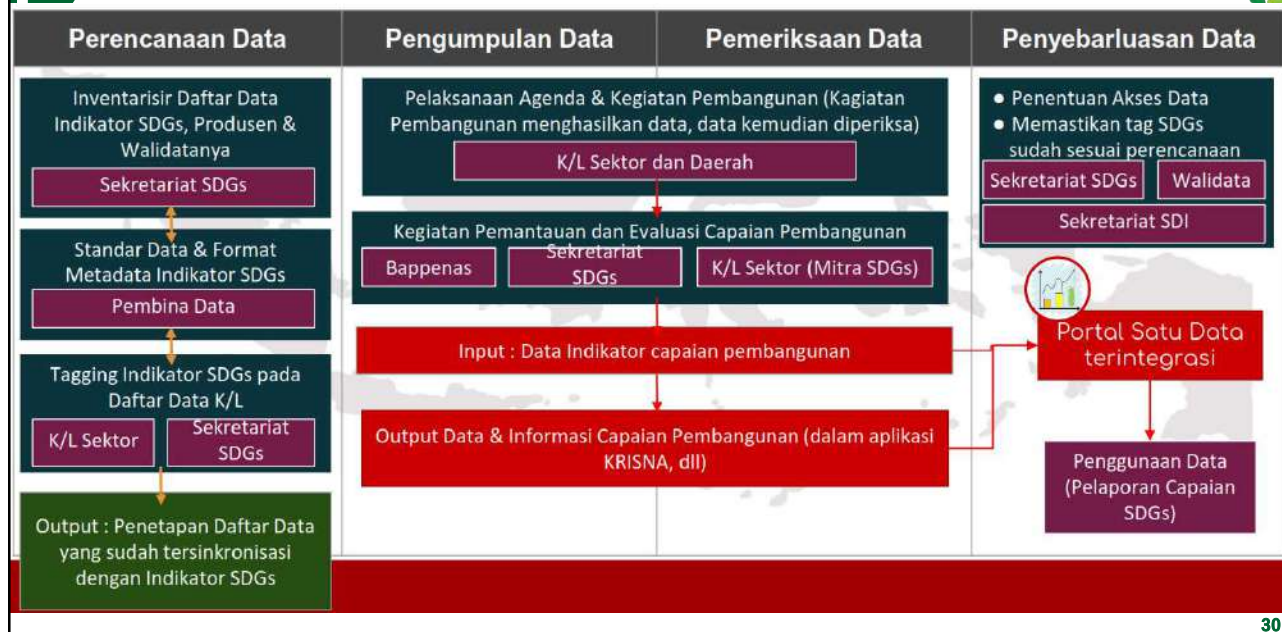 Perencanaan Data
Pengumpulan Data
Pemeriksaan Data
Penyebarluasan Data
Inventarisir Daftar Data
Indikator SDGs, Produsen &
Walidatanya
Sekretariat SDGs
Standar Data & Format
Metadata Indikator SDGs
Pembina Data
Tagging Indikator SDGs pada
Daftar Data K/L
K/L Sektor
Sekretariat
SDGs
Output : Penetapan Daftar Data
yang sudah tersinkronisasi
dengan Indikator SDGs
Pelaksanaan Agenda & Kegiatan Pembangunan (Kagiatan
Pembangunan menghasilkan data, data kemudian diperiksa)
K/L Sektor dan Daerah
Kegiatan Pemantauan dan Evaluasi Capaian Pembangunan
Bappenas
Sekretariat
SDGs
K/L Sektor (Mitra SDGs)
Input : Data Indikator capaian pembangunan
Output Data & Informasi Capaian Pembangunan (dalam aplikasi
KRISNA, dll)
● Penentuan Akses Data
● Memastikan tag SDGs
sudah sesuai perencanaan
Sekretariat SDGs
Walidata
Sekretariat SDI
Portal Satu Data
terintegrasi
Penggunaan Data
(Pelaporan Capaian
SDGs)
30